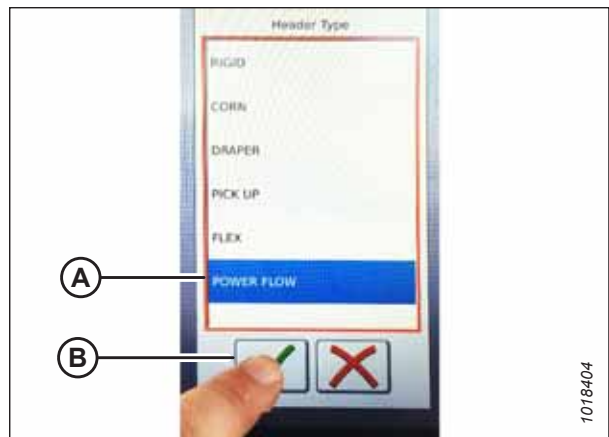 Header Type
RIGID
CORN
DRAPER
PICK UP
FLEX
POWER FLOW
A
B
1018404